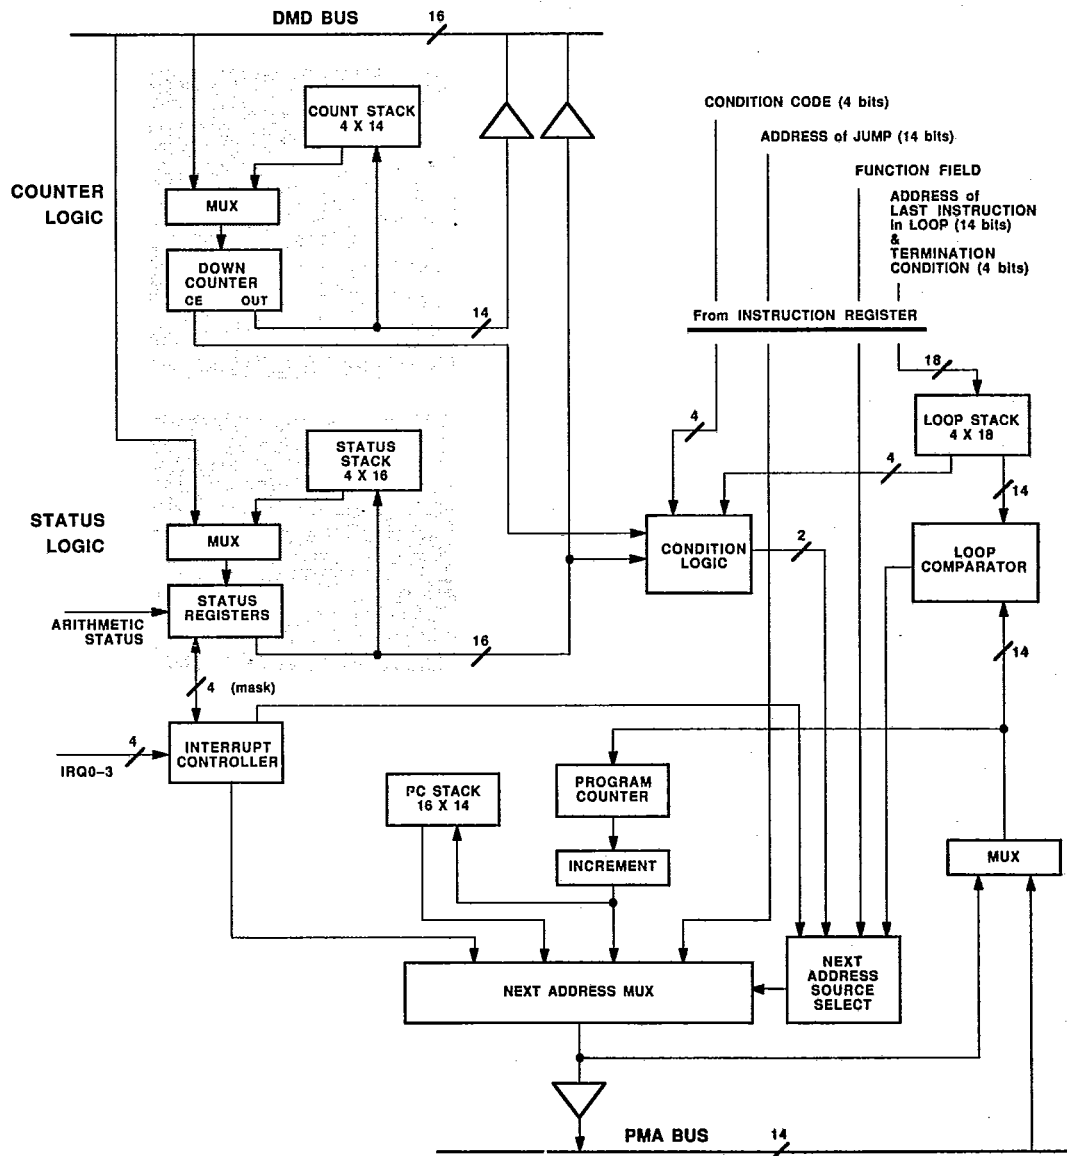 DMD BUS
16
CONDITION CODE (4 bits)
ADDRESS of JUMP (14 bits)
FUNCTION FIELD
ADDRESS of
LAST INSTRUCTION
in LOOP (14 bits)
&
TERMINATION
CONDITION (4 bits)
From INSTRUCTION REGISTER
COUNTER
LOGIC
COUNT STACK
4 X 14
MUX
DOWN
COUNTER
CE OUT
14
18
LOOP STACK
4 X 18
4
4
14
STATUS
LOGIC
STATUS
STACK
4 X 16
MUX
STATUS
REGISTERS
ARITHMETIC
STATUS
16
CONDITION
LOGIC
2
LOOP
COMPARATOR
14
4 (mask)
4
IRQ0-3
INTERRUPT
CONTROLLER
PC STACK
16 X 14
PROGRAM
COUNTER
INCREMENT
MUX
NEXT ADDRESS MUX
NEXT
ADDRESS
SOURCE
SELECT
PMA BUS
14